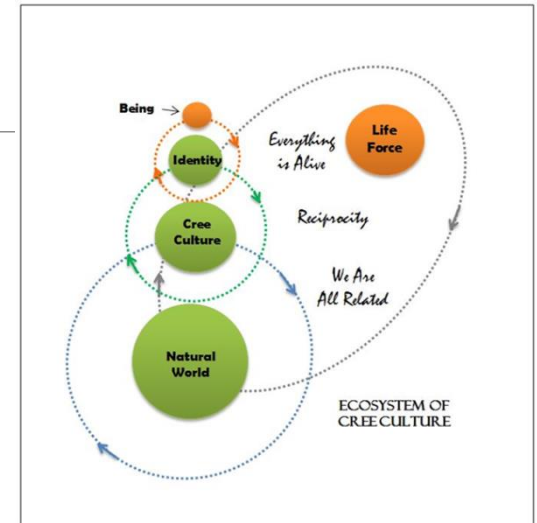 Being
Identity
Everything
is Alive
Life
Force
Cree
Culture
Reciprocity
We Are
All Related
Natural
World
ECOSYSTEM OF
CREE CULTURE